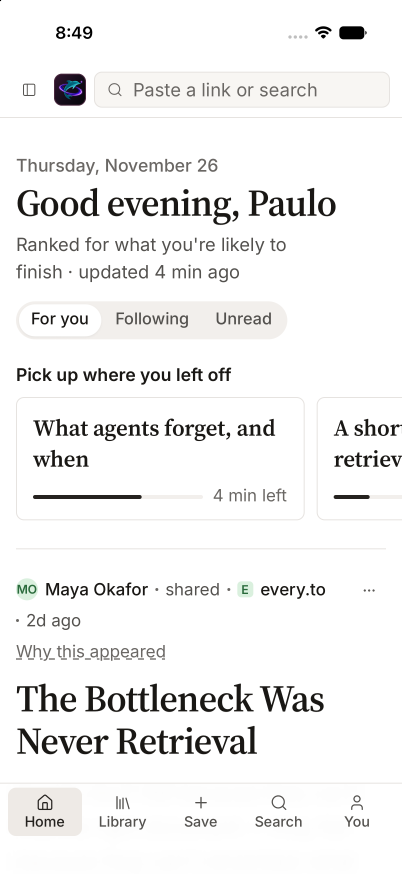 8:49
Paste a link or search
Thursday, November 26
Good evening, Paulo
Ranked for what you're likely to
finish · updated 4 min ago
For you Following Unread
Pick up where you left off
What agents forget, and
when
4 min left
A shor
retriev
MO Maya Okafor · shared · E every.to ···
· 2d ago
Why this appeared
The Bottleneck Was
Never Retrieval
Home Library Save Search You